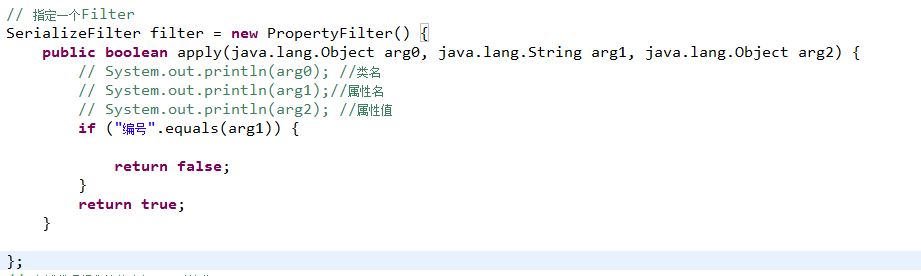 // 指定一个Filter
SerializeFilter filter = new PropertyFilter() {
public boolean apply(java.lang.Object arg0, java.lang.String arg1, java.lang.Object arg2) {
// System.out.println(arg0); //类名
// System.out.println(arg1);//属性名
// System.out.println(arg2); //属性值
if ("编号".equals(arg1)) {
return false;
}
return true;
}
};